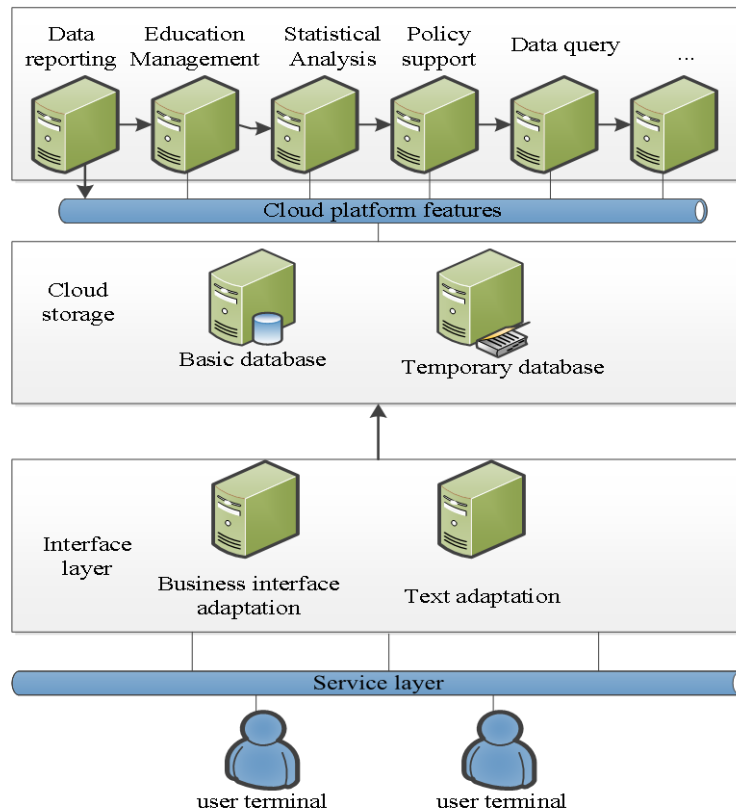 Data
reporting
Education
Management
Statistical
Analysis
Policy
support
Data query
...
Cloud platform features
Cloud
storage
Basic database
Temporary database
Interface
layer
Business interface
adaptation
Text adaptation
Service layer
user terminal
user terminal